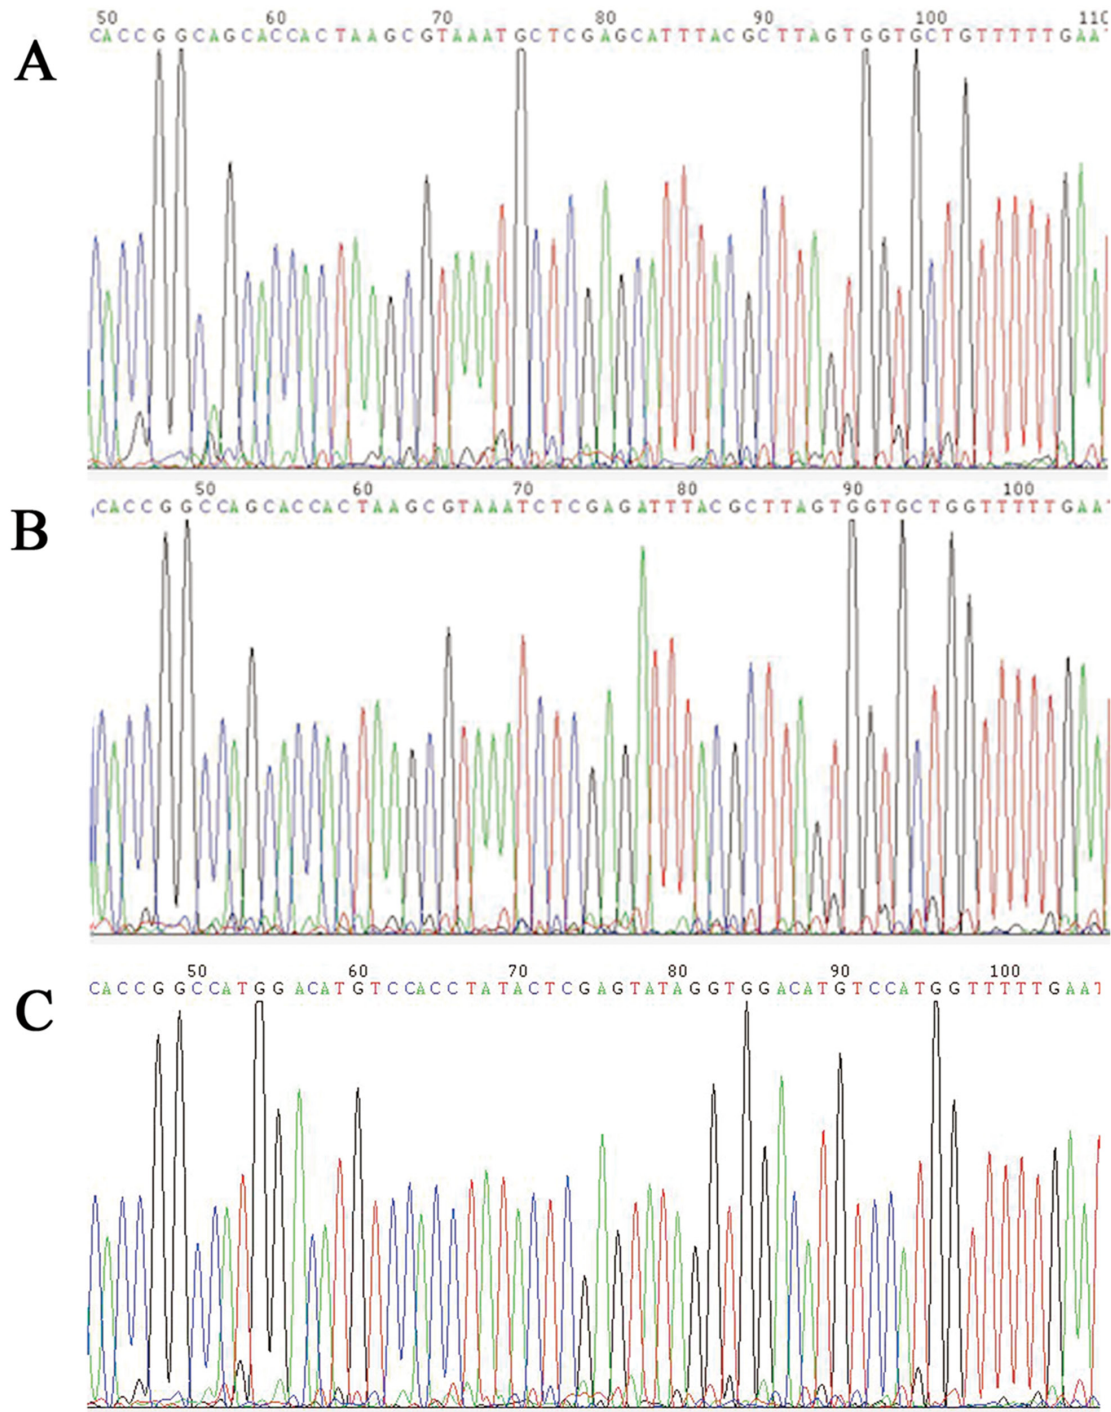 50 60 70 80 90 100 110
CACCGGCAGCACCACTAAGCGTAAATGCTCGAGCATTTACGCTTAGTGGTGCTGTTTTTGAA
A
50 60 70 80 90 100
CACCGGCCAGCACCACTAAGCGTAAATCTCGAGATTTACGCTTAGTGGTGCTGGTTTTTGAA
B
50 60 70 80 90 100
CACCGGCCATGGACATGTCCACCTATACTCGAGTATAGGTGGACATGTCCATGGTTTTTGAAT
C